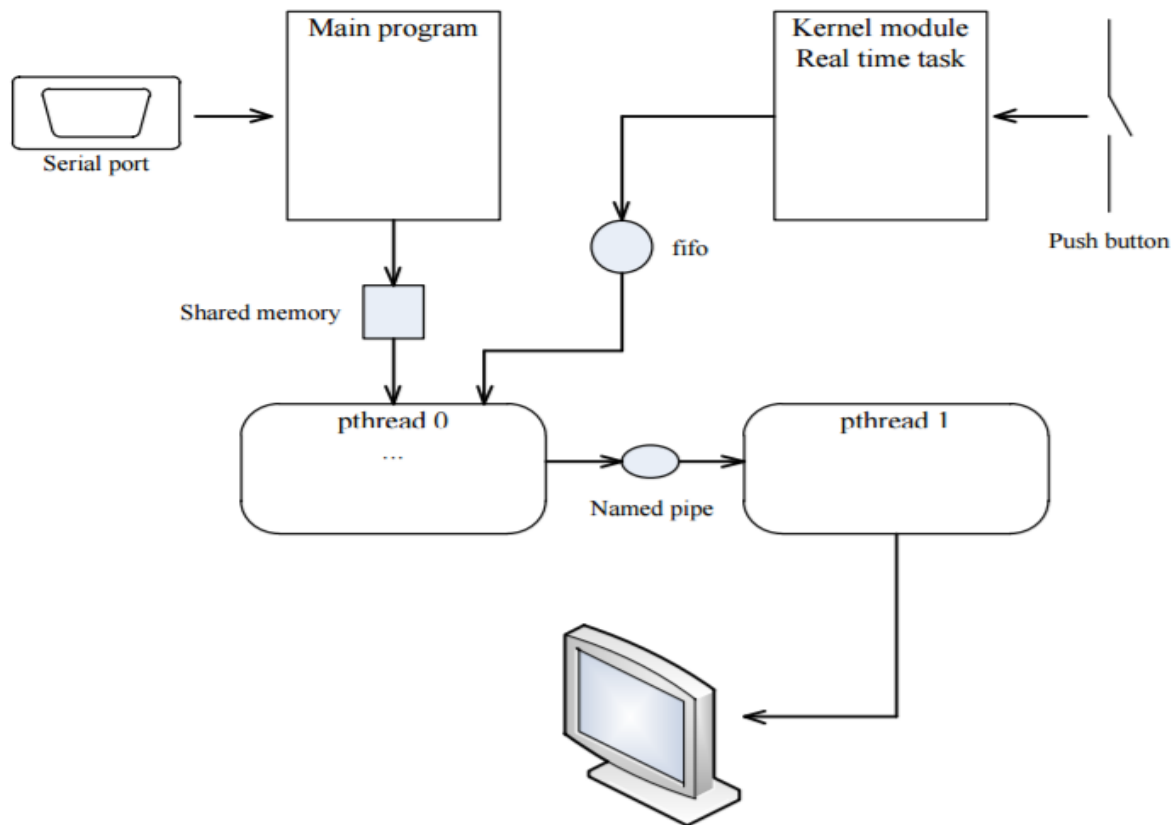 Main program
Kernel module
Real time task
Serial port
fifo
Push button
Shared memory
pthread 0
...
pthread 1
Named pipe